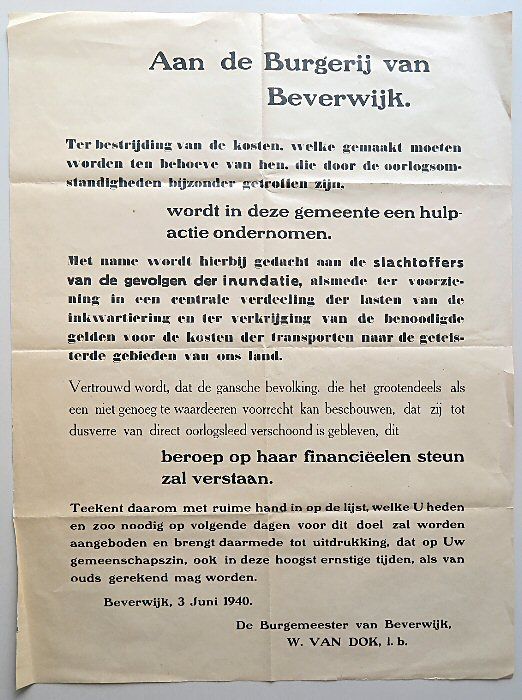 Aan de Burgerij van
Beverwijk.
Ter bestrijding van de kosten, welke gemaakt moeten
worden ten behoeve van hen, die door de oorlogsom-
standigheden bijzonder getroffen zijn,
wordt in deze gemeente een hulp-
actie ondernomen.
Met name wordt hierbij gedacht aan de slachtoffers
van de gevolgen der inundatie, alsmede ter voorzie-
ning in een centrale verdeeling der lasten van de
inkwartiering en ter verkrijging van de benoodigde
gelden voor de kosten der transporten naar de geteis-
terde gebieden van ons land.
Vertrouwd wordt, dat de gansche bevolking, die het grootendeels als
een niet genoeg te waardeeren voorrecht kan beschouwen, dat zij tot
dusverre van direct oorlogsleed verschoond is gebleven, dit
beroep op haar financiëelen steun
zal verstaan.
Teekent daarom met ruime hand in op de lijst, welke U heden
en zoo noodig op volgende dagen voor dit doel zal worden
aangeboden en brengt daarmede tot uitdrukking, dat op Uw
gemeenschapszin, ook in deze hoogst ernstige tijden, als van
ouds gerekend mag worden.
Beverwijk, 3 Juni 1940.
De Burgemeester van Beverwijk,
W. VAN DOK, l. b.